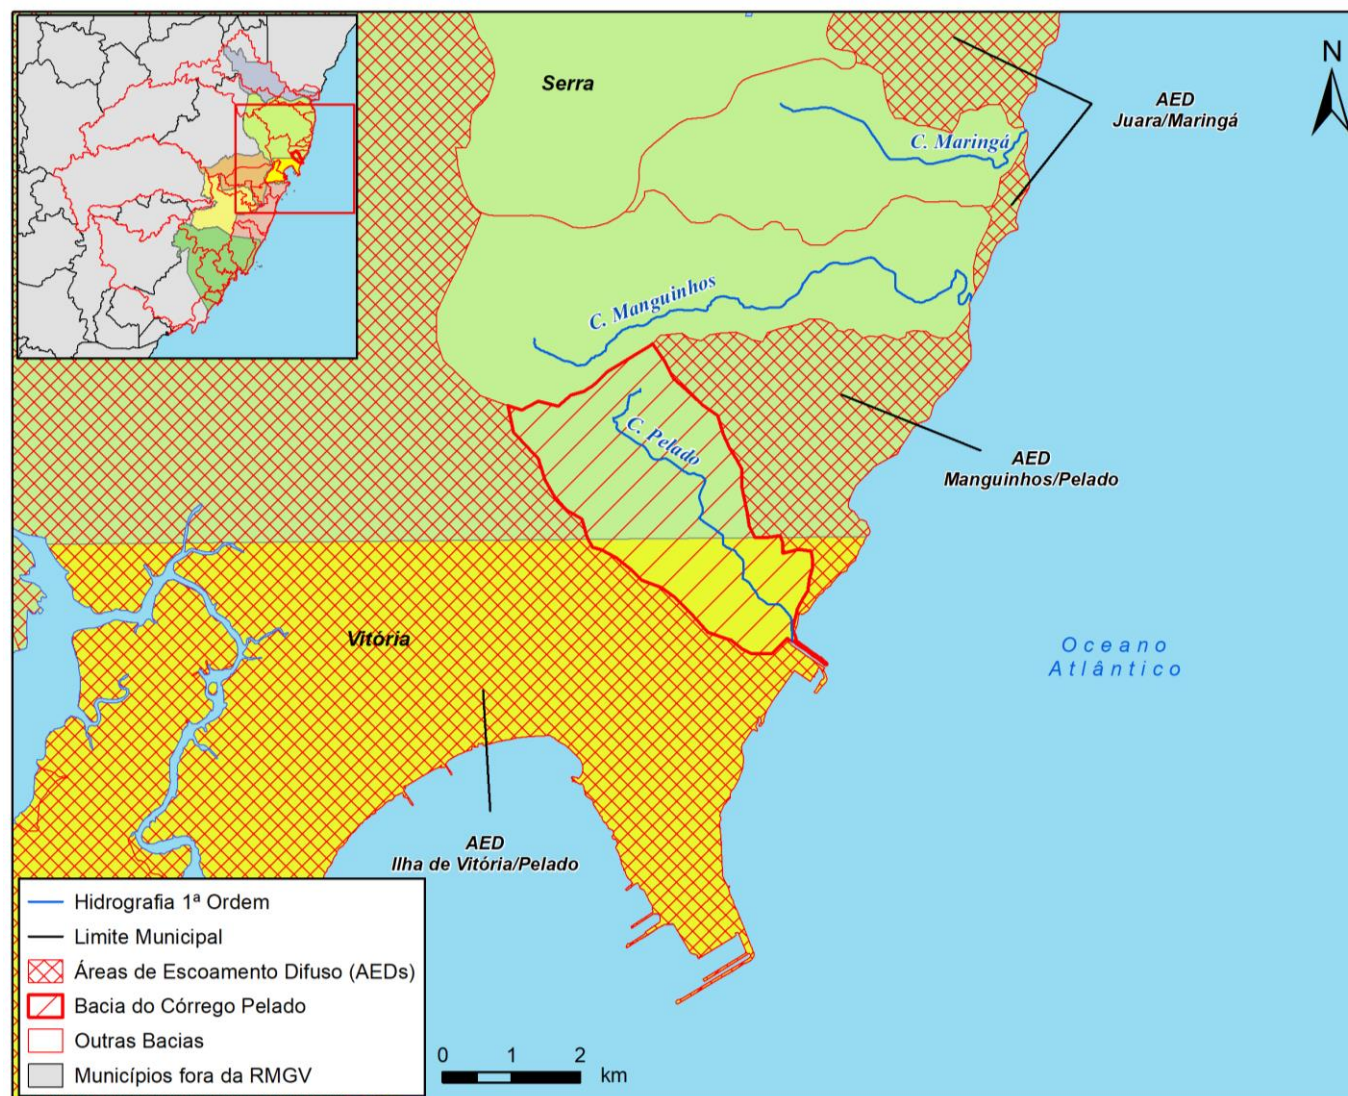 Serra
AED
Juara/Maringá
N
C. Maringá
C. Manguinhos
C. Pelado
AED
Manguinhos/Pelado
Vitória
Oceano
Atlântico
AED
Ilha de Vitória/Pelado
Hidrografia 1ª Ordem
Limite Municipal
Áreas de Escoamento Difuso (AEDs)
Bacia do Córrego Pelado
Outras Bacias
Municípios fora da RMGV
0 1 2
km